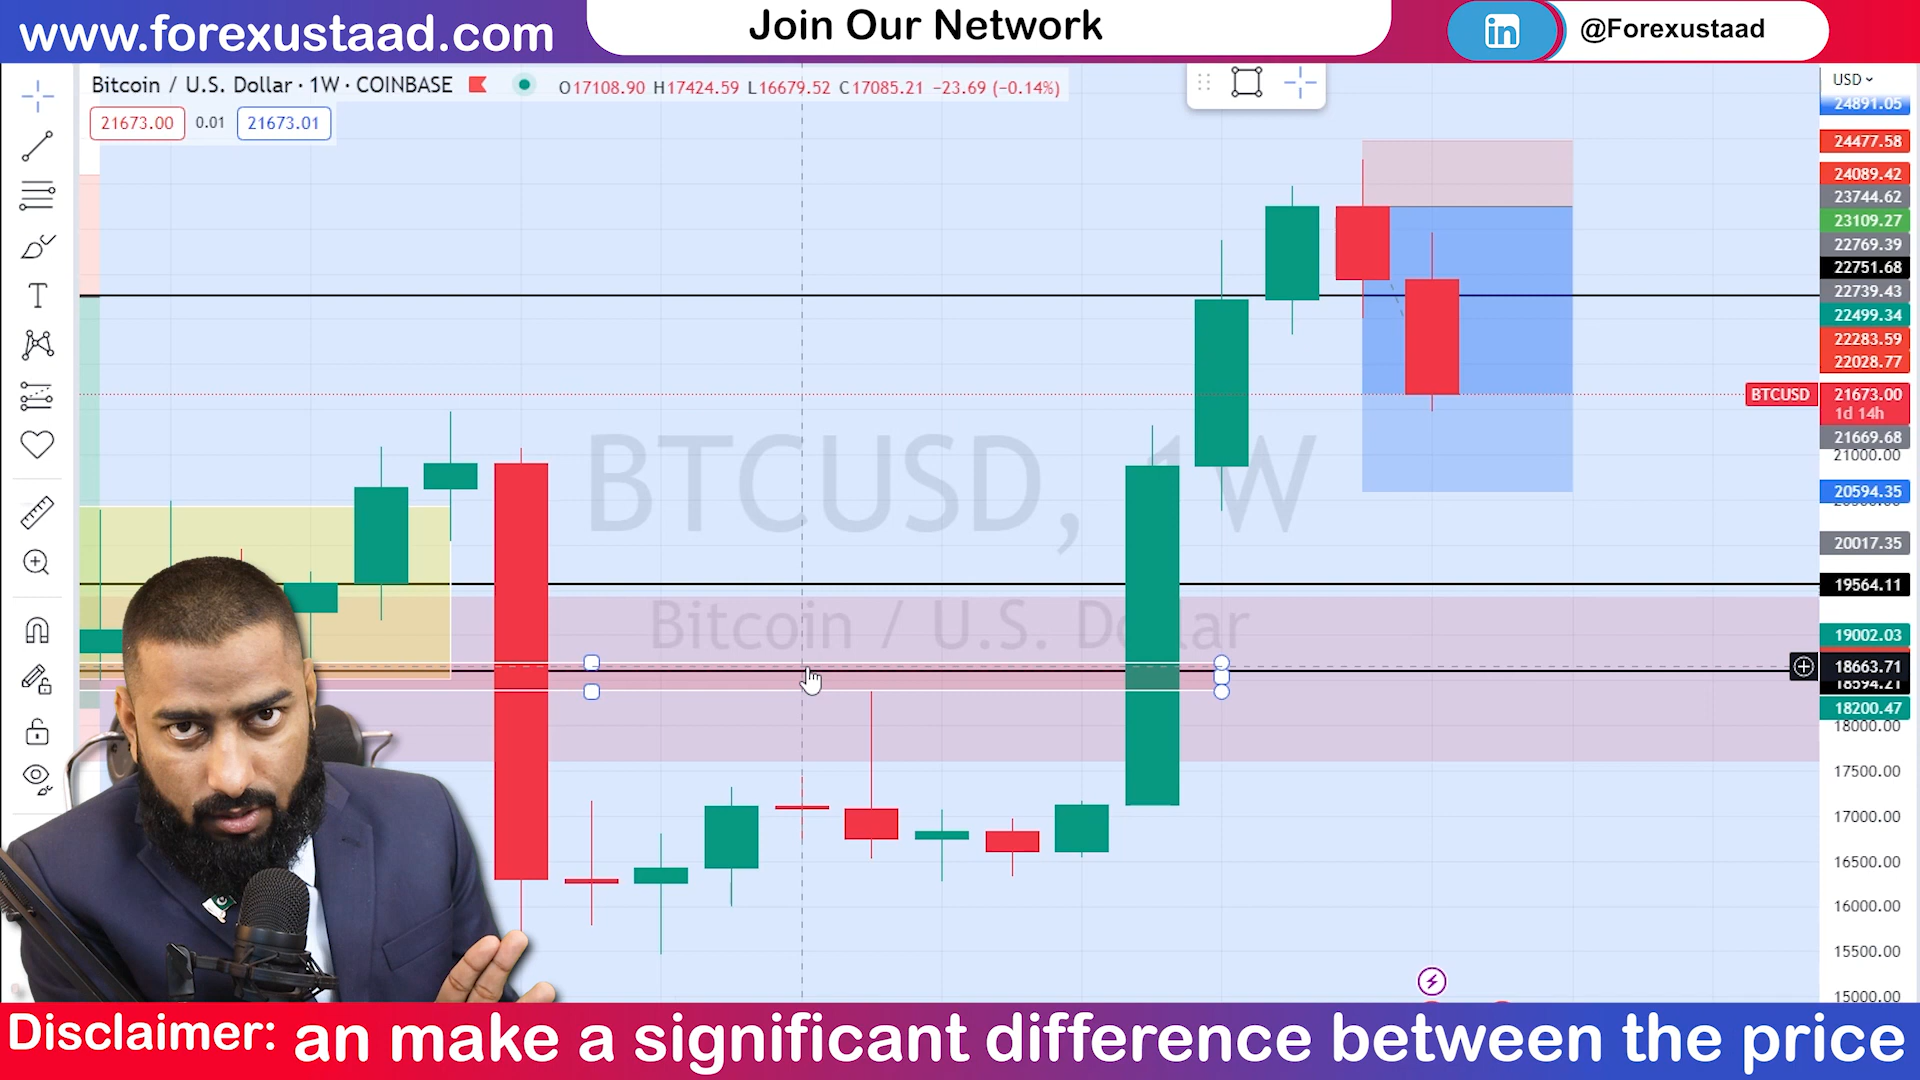 www.forexustaad.com
Join Our Network
in
@Forexustaad
Bitcoin / U.S. Dollar · 1W · COINBASE
O17108.90 H17424.59 L16679.52 C17085.21 −23.69 (−0.14%)
USD
21673.00
0.01
21673.01
24891.05
24477.58
24089.42
23744.62
23109.27
22769.39
22751.68
22739.43
22499.34
22283.59
22028.77
BTCUSD
21673.00
1d 14h
21669.68
21000.00
20594.35
20017.35
19564.11
19002.03
18663.71
18594.21
18200.47
18000.00
17500.00
17000.00
16500.00
16000.00
15500.00
15000.00
BTCUSD, 1W
Bitcoin / U.S. Dollar
Disclaimer: an make a significant difference between the price